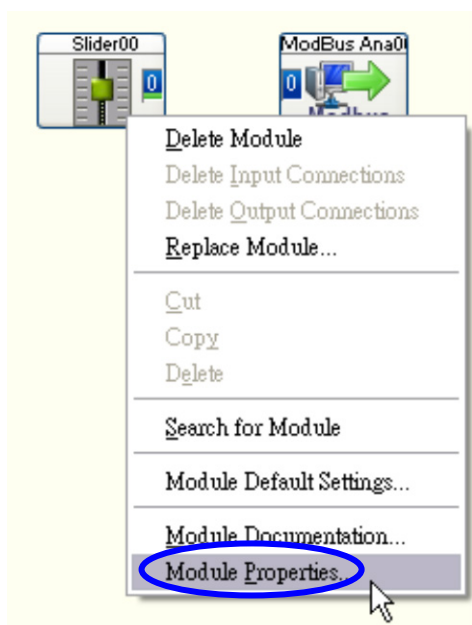 Slider00
ModBus Ana0
0
0
Modbus
Delete Module
Delete Input Connections
Delete Output Connections
Replace Module...
Cut
Copy
Delete
Search for Module
Module Default Settings...
Module Documentation...
Module Properties...